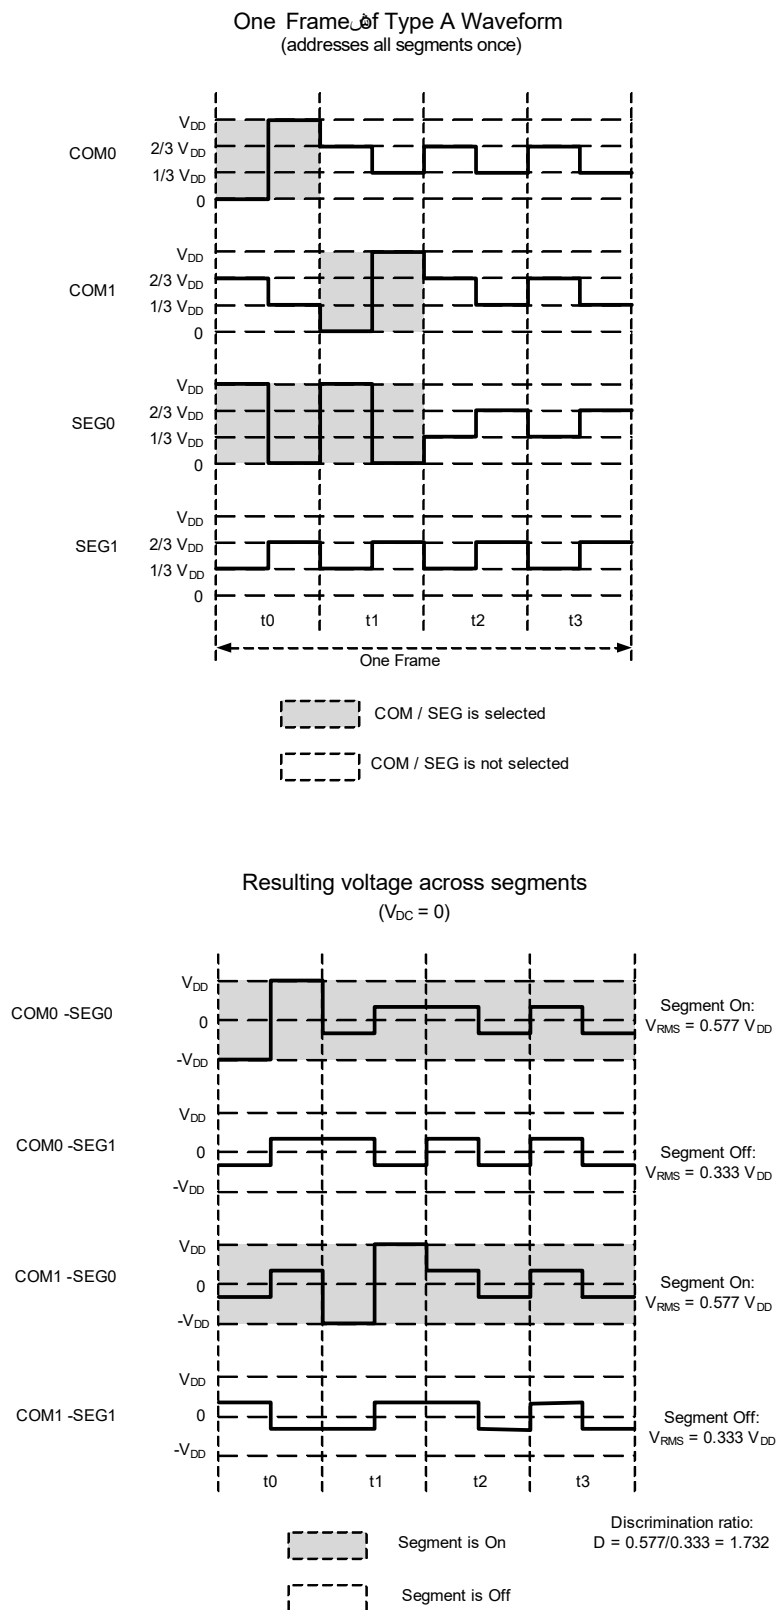 One Frame of Type A Waveform
(addresses all segments once)
COM0
VDD
2/3 VDD
1/3 VDD
0
COM1
VDD
2/3 VDD
1/3 VDD
0
SEG0
VDD
2/3 VDD
1/3 VDD
0
SEG1
VDD
2/3 VDD
1/3 VDD
0
t0 t1 t2 t3
One Frame
COM / SEG is selected
COM / SEG is not selected
Resulting voltage across segments
(VDC = 0)
COM0 -SEG0
VDD
0
-VDD
Segment On:
VRMS = 0.577 VDD
COM0 -SEG1
VDD
0
-VDD
Segment Off:
VRMS = 0.333 VDD
COM1 -SEG0
VDD
0
-VDD
Segment On:
VRMS = 0.577 VDD
COM1 -SEG1
VDD
0
-VDD
Segment Off:
VRMS = 0.333 VDD
t0 t1 t2 t3
Segment is On
Discrimination ratio:
D = 0.577/0.333 = 1.732
Segment is Off